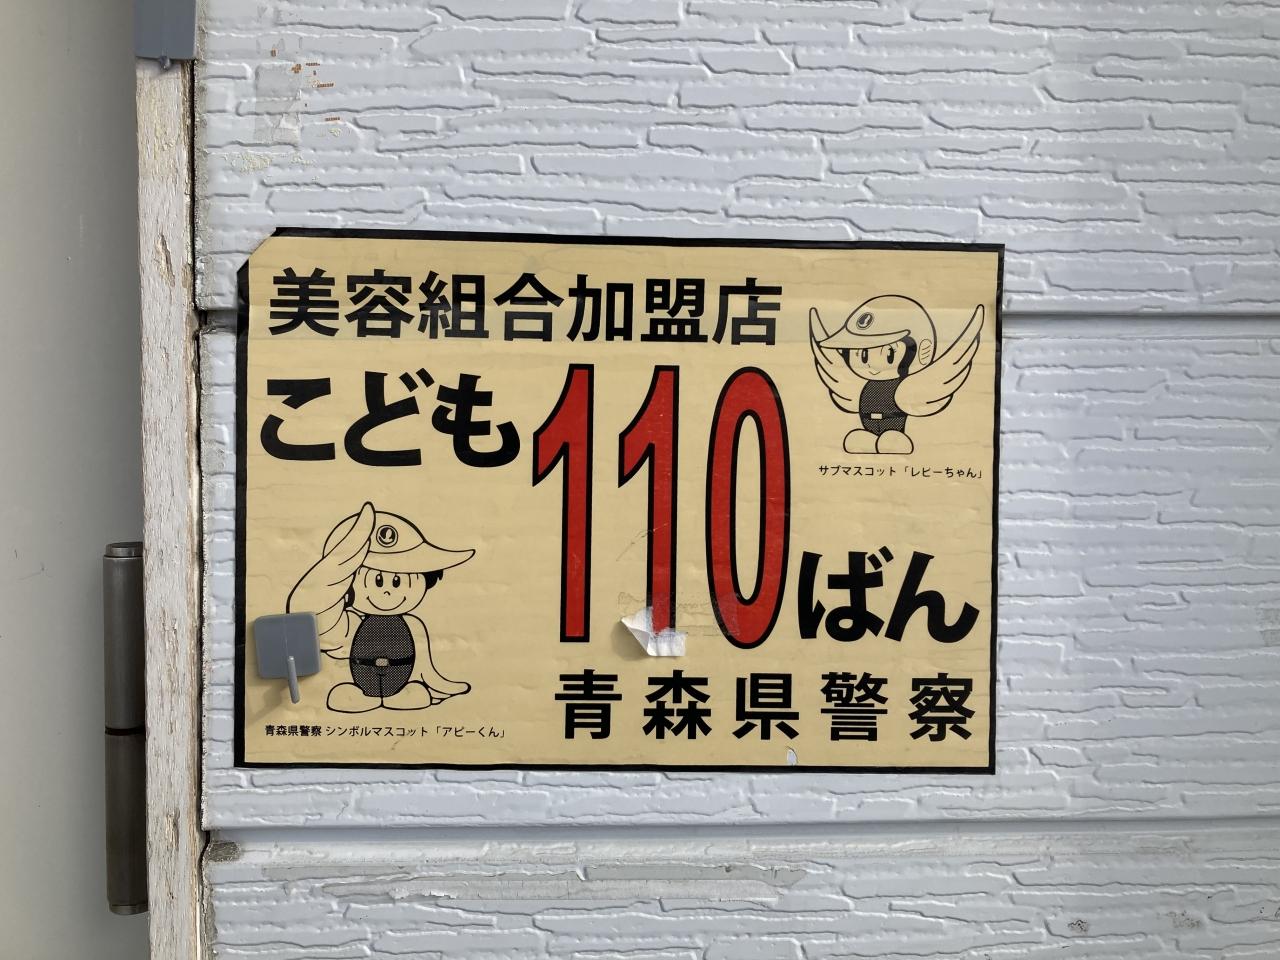 美容組合加盟店
こども110ばん
サブマスコット「レピーちゃん」
青森県警察
青森県警察 シンボルマスコット「アピーくん」